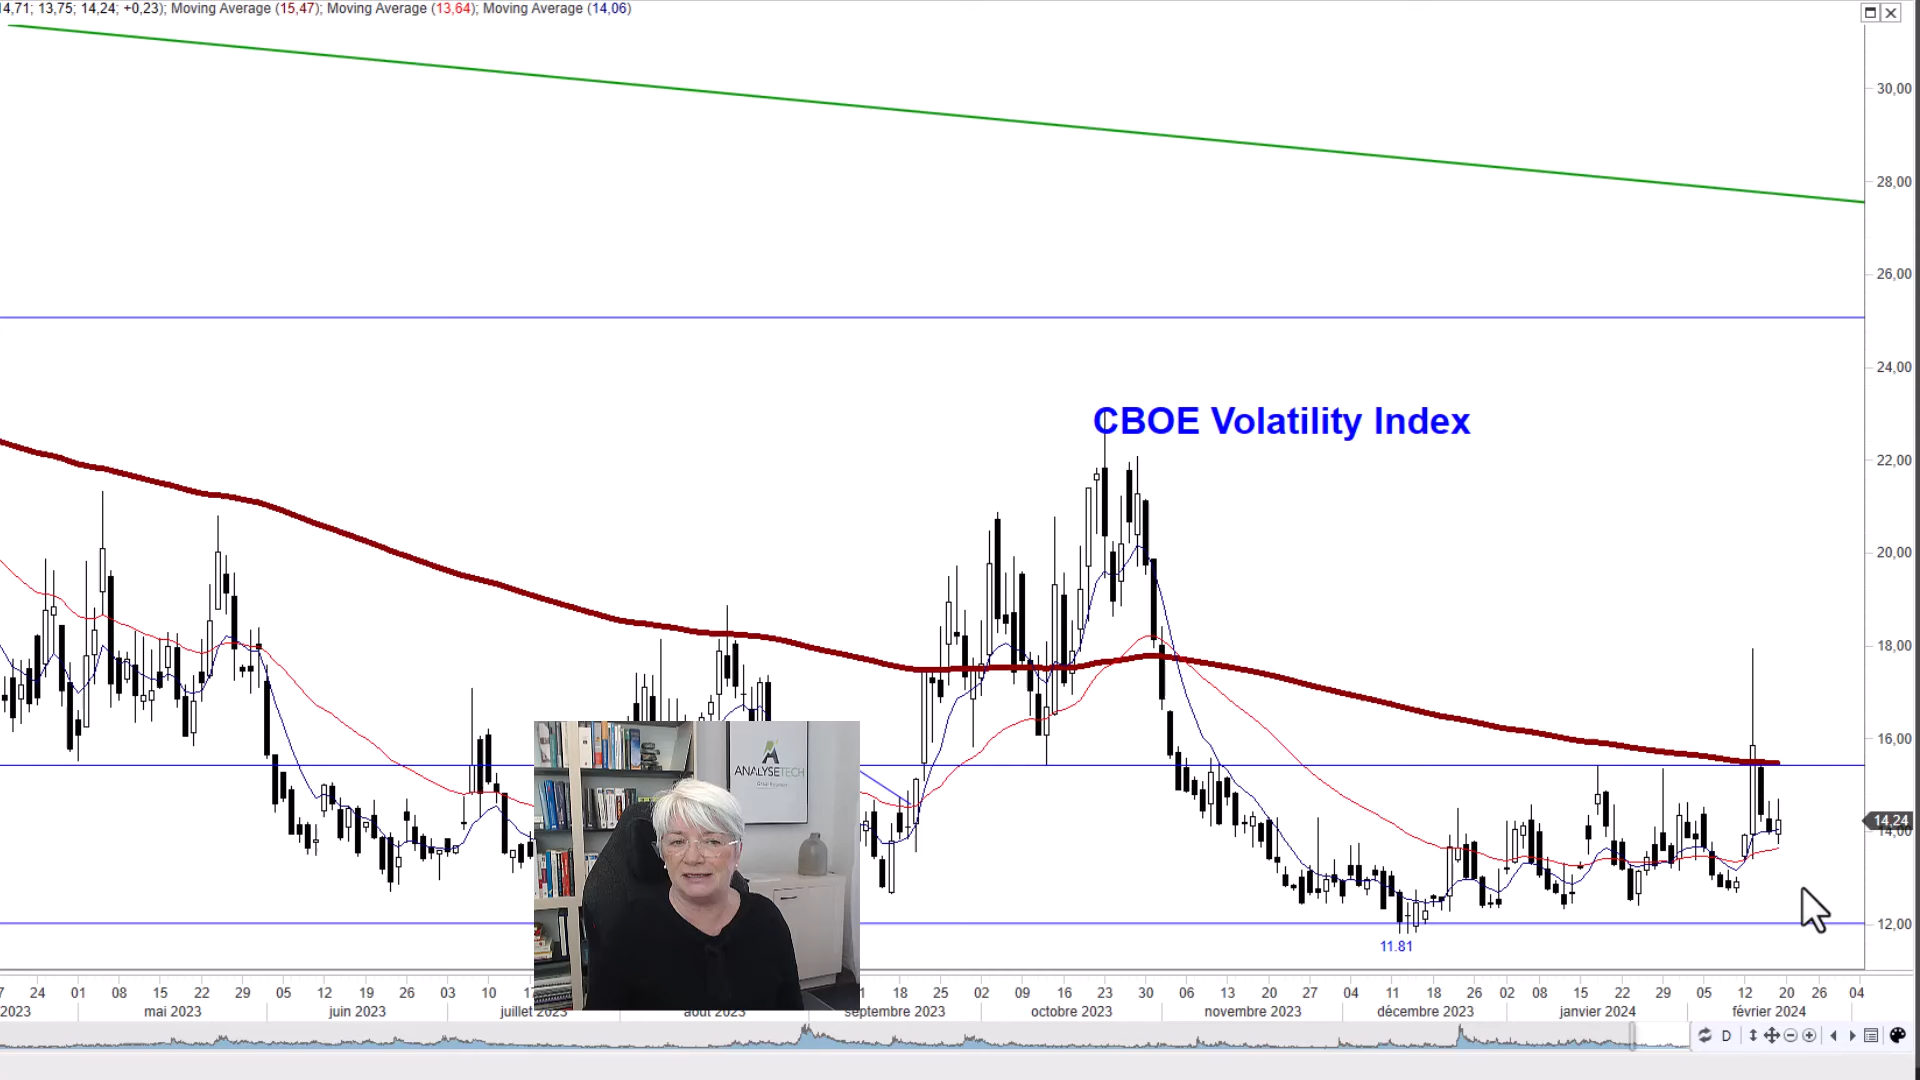 14,71; 13,75; 14,24; +0,23); Moving Average (15,47); Moving Average (13,64); Moving Average (14,06)
30,00
28,00
26,00
24,00
CBOE Volatility Index
22,00
20,00
18,00
16,00
ANALYSETECH
14,24
14,00
12,00
11.81
24 01 08 15 22 29 05 12 19 26 03 10 18 25 02 09 16 23 30 06 13 20 27 04 11 18 26 02 08 15 22 29 05 12 20 26 04
2023 mai 2023 juin 2023 juillet 2023 août 2023 septembre 2023 octobre 2023 novembre 2023 décembre 2023 janvier 2024 février 2024
D